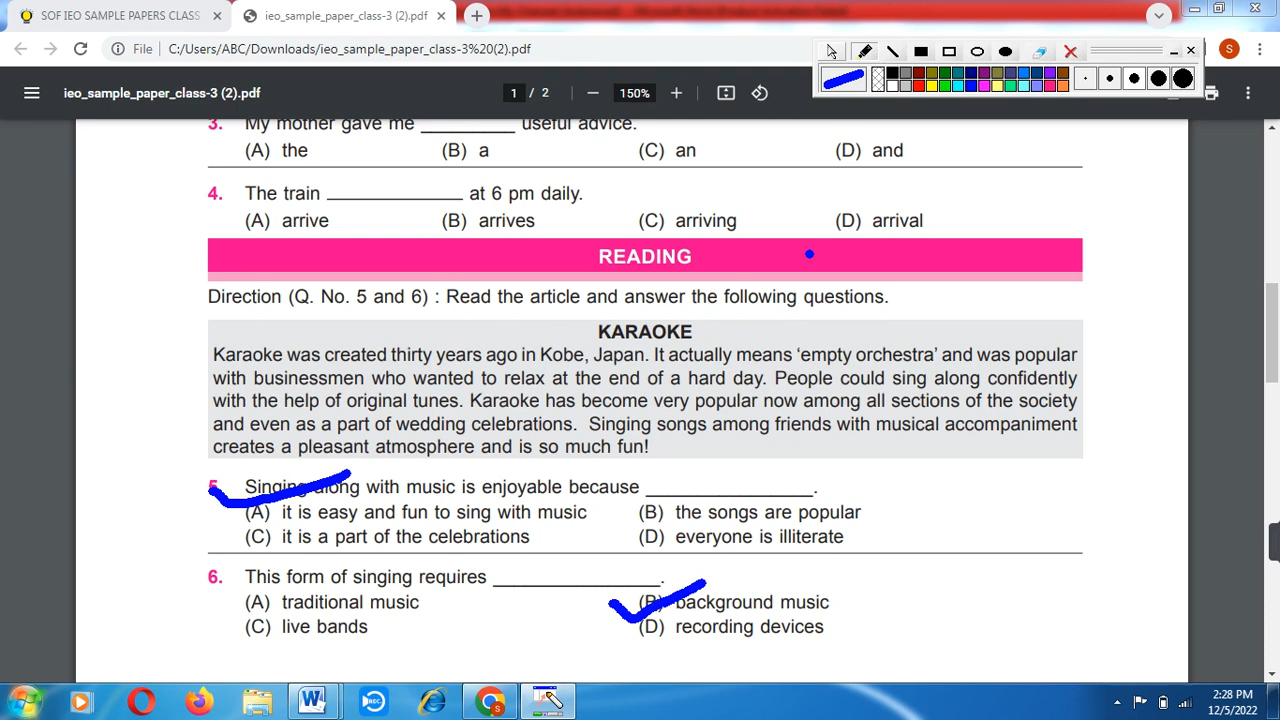 SOF IEO SAMPLE PAPERS CLASS
ieo_sample_paper_class-3 (2).pdf
File C:/Users/ABC/Downloads/ieo_sample_paper_class-3%20(2).pdf
S
ieo_sample_paper_class-3 (2).pdf
1 / 2
150%
3. My mother gave me _________ useful advice.
(A) the (B) a (C) an (D) and
4. The train _____________ at 6 pm daily.
(A) arrive (B) arrives (C) arriving (D) arrival
READING
Direction (Q. No. 5 and 6) : Read the article and answer the following questions.
KARAOKE
Karaoke was created thirty years ago in Kobe, Japan. It actually means ‘empty orchestra’ and was popular
with businessmen who wanted to relax at the end of a hard day. People could sing along confidently
with the help of original tunes. Karaoke has become very popular now among all sections of the society
and even as a part of wedding celebrations. Singing songs among friends with musical accompaniment
creates a pleasant atmosphere and is so much fun!
5. Singing along with music is enjoyable because ________________.
(A) it is easy and fun to sing with music (B) the songs are popular
(C) it is a part of the celebrations (D) everyone is illiterate
6. This form of singing requires ________________.
(A) traditional music (B) background music
(C) live bands (D) recording devices
REC
S
2:28 PM
12/5/2022